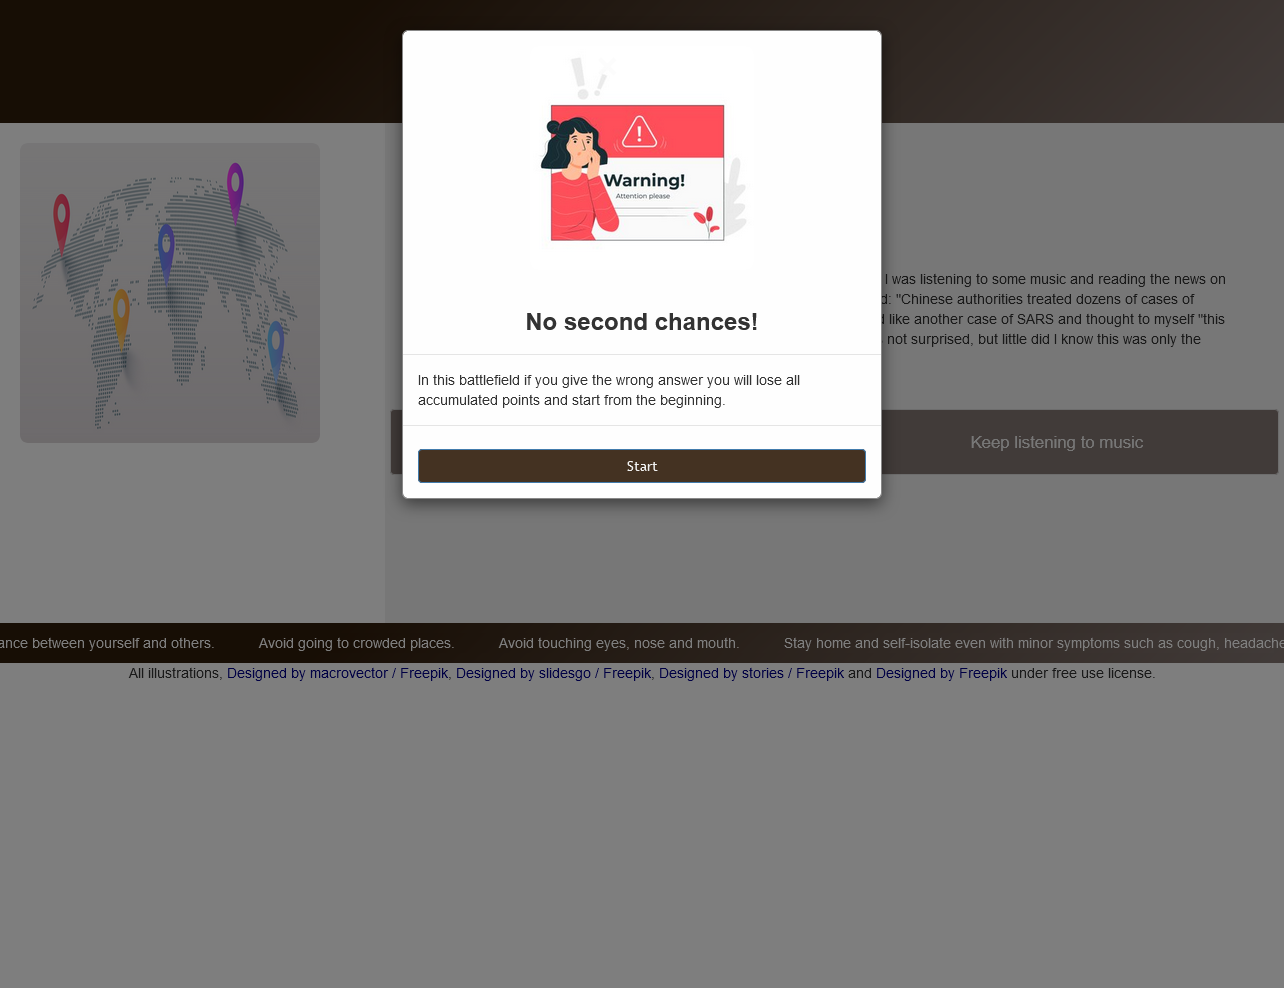 Warning!
Attention please
No second chances!
In this battlefield if you give the wrong answer you will lose all
accumulated points and start from the beginning.
Start
I was listening to some music and reading the news on
"Chinese authorities treated dozens of cases of
like another case of SARS and thought to myself "this
not surprised, but little did I know this was only the
Keep listening to music
between yourself and others. Avoid going to crowded places. Avoid touching eyes, nose and mouth. Stay home and self-isolate even with minor symptoms such as cough, headache
All illustrations, Designed by macrovector / Freepik, Designed by slidesgo / Freepik, Designed by stories / Freepik and Designed by Freepik under free use license.